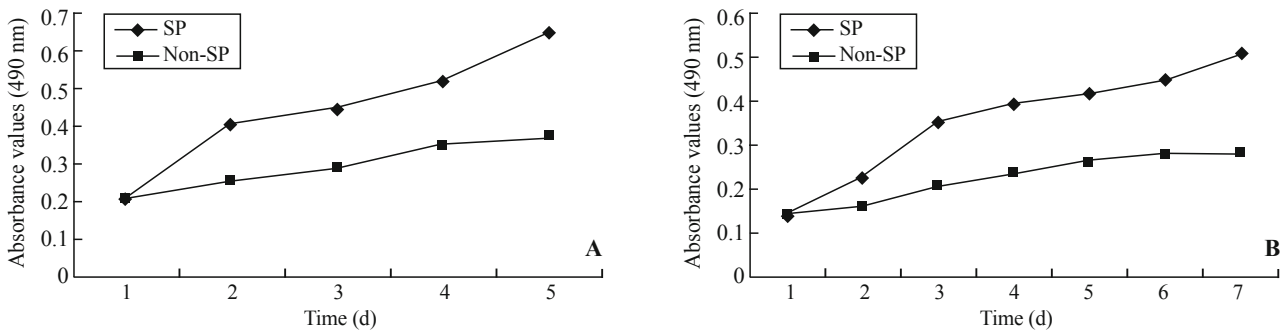 Absorbance values (490 nm)
0.7
0.6
0.5
0.4
0.3
0.2
0.1
0
SP
Non-SP
A
1 2 3 4 5
Time (d)
Absorbance values (490 nm)
0.6
0.5
0.4
0.3
0.2
0.1
0
SP
Non-SP
B
1 2 3 4 5 6 7
Time (d)